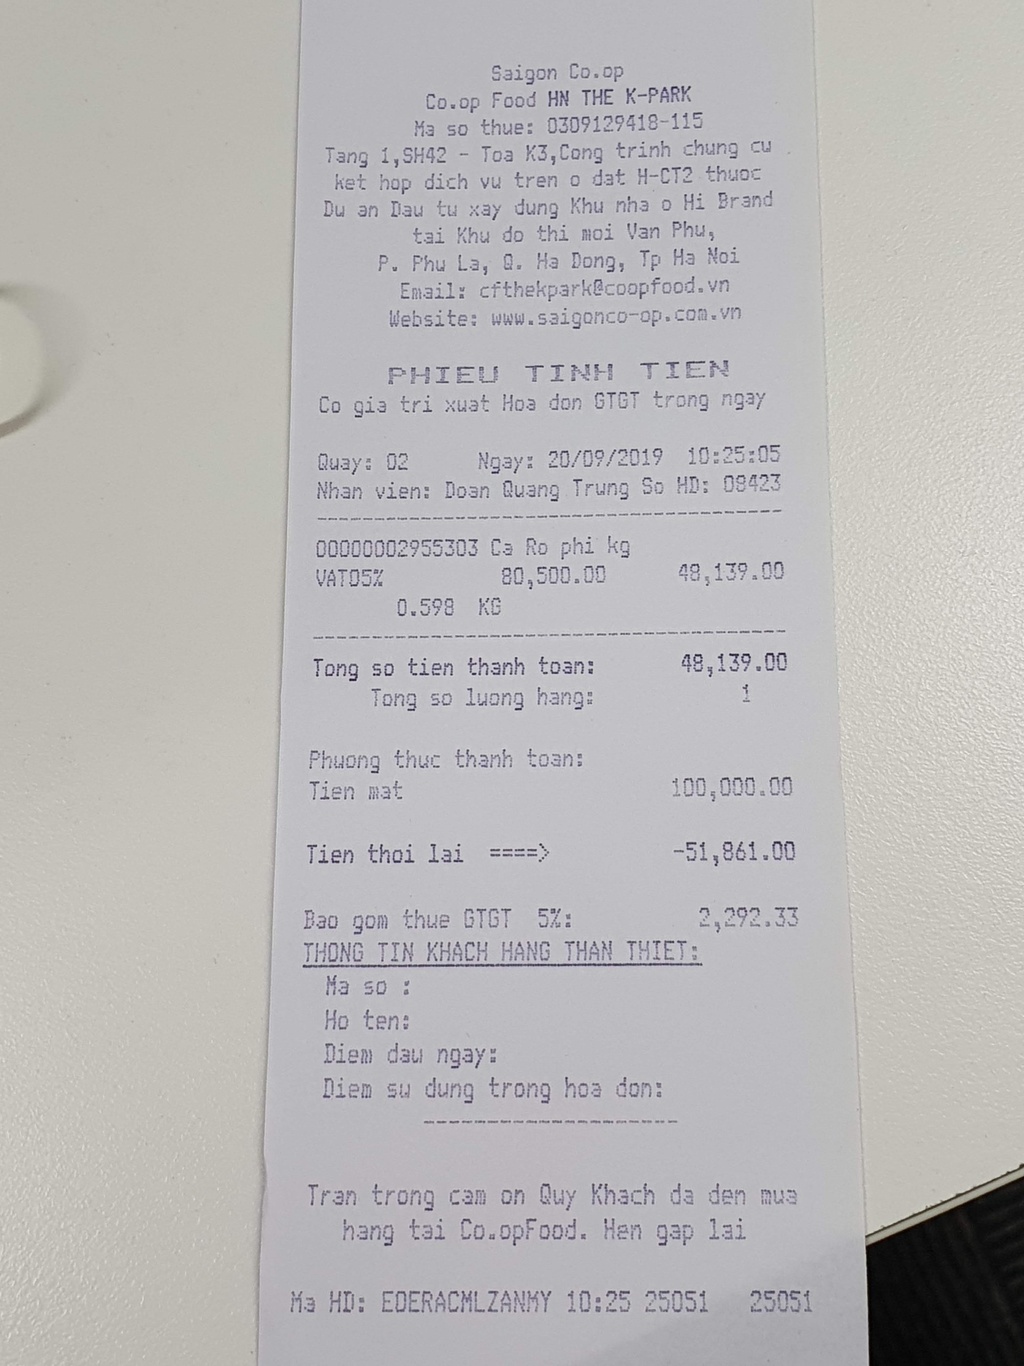 Saigon Co.op
Co.op Food HN THE K-PARK
Ma so thue: 0309129418-115
Tang 1,SH42 - Toa K3,Cong trinh chung cu
ket hop dich vu tren o dat H-CT2 thuoc
Du an Dau tu xay dung Khu nha o Hi Brand
tai Khu do thi moi Van Phu,
P. Phu La, Q. Ha Dong, Tp Ha Noi
Email: cfthekpark@coopfood.vn
Website: www.saigonco-op.com.vn
PHIEU TINH TIEN
Co gia tri xuat Hoa don GTGT trong ngay
Quay: 02 Ngay: 20/09/2019 10:25:05
Nhan vien: Doan Quang Trung So HD: 08423
00000002955303 Ca Ro phi kg
VAT05% 80,500.00 48,139.00
0.598 KG
Tong so tien thanh toan: 48,139.00
Tong so luong hang: 1
Phuong thuc thanh toan:
Tien mat 100,000.00
Tien thoi lai ====> -51,861.00
Bao gom thue GTGT 5%: 2,292.33
THONG TIN KHACH HANG THAN THIET:
Ma so :
Ho ten:
Diem dau ngay:
Diem su dung trong hoa don:
Tran trong cam on Quy Khach da den mua
hang tai Co.opFood. Hen gap lai
Ma HD: EDERACMLZANMY 10:25 25051 25051